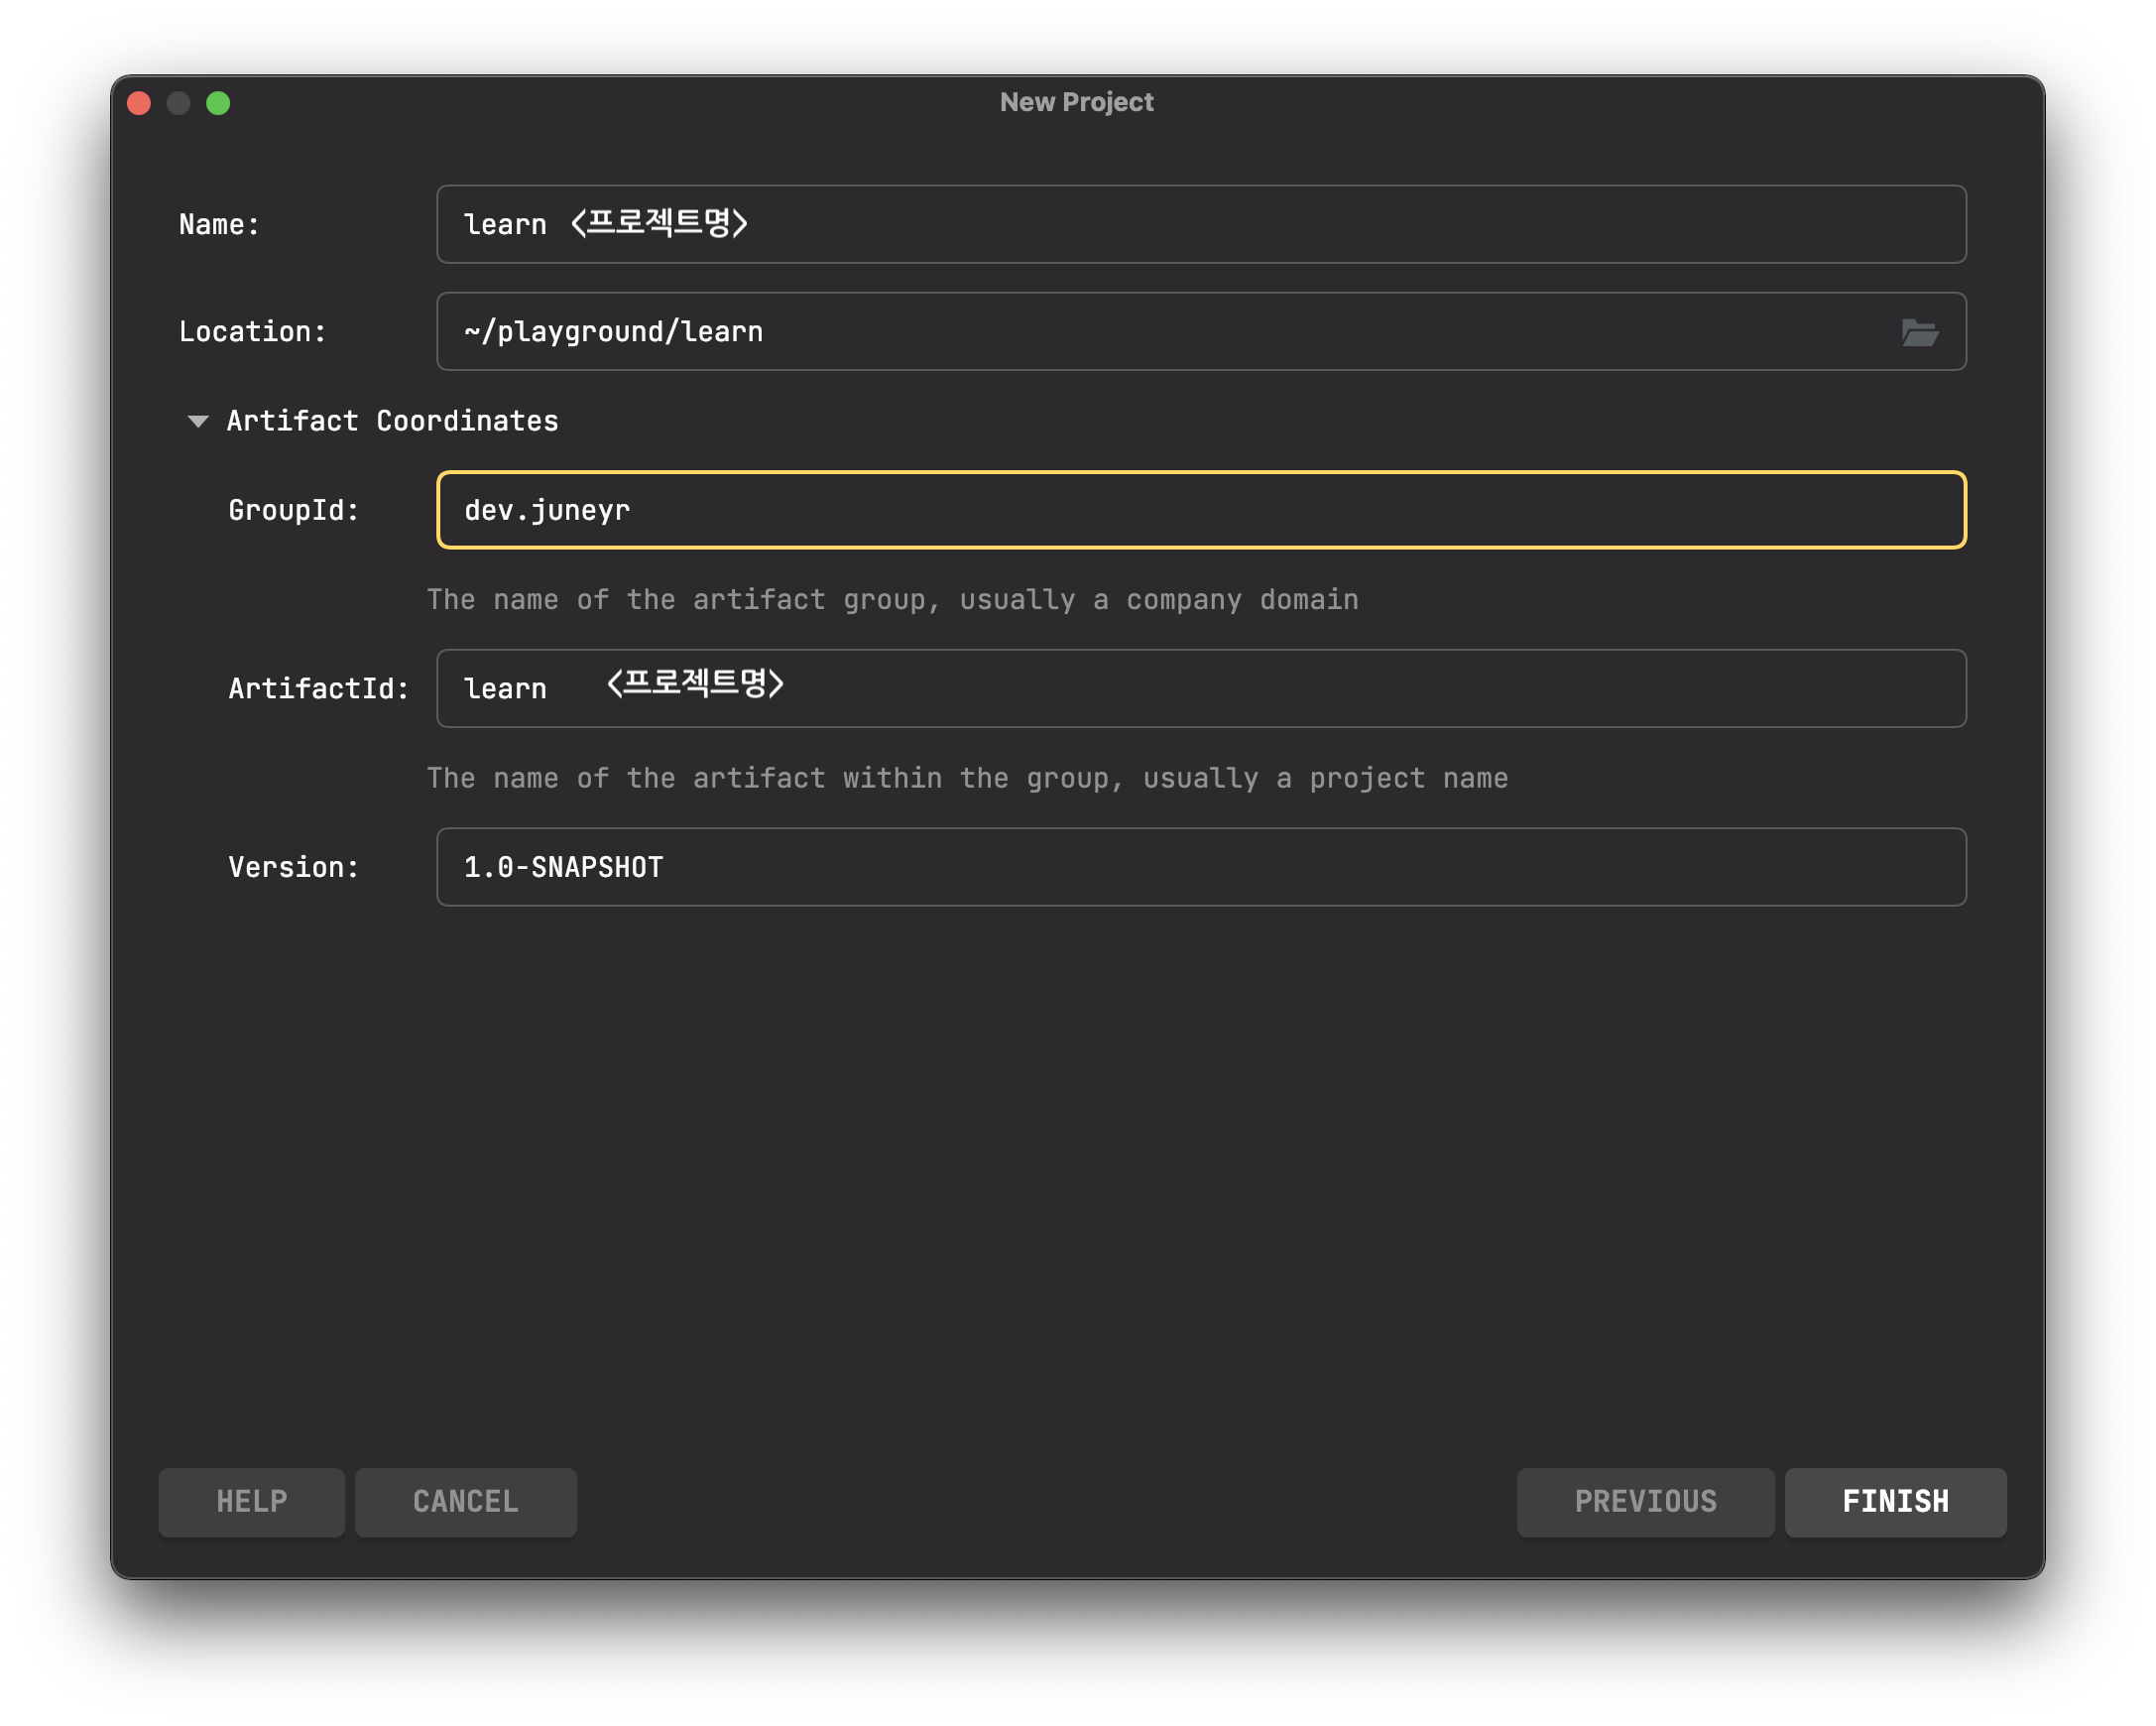 New Project
Name: learn <프로젝트명>
Location: ~/playground/learn
Artifact Coordinates
GroupId: dev.juneyr
The name of the artifact group, usually a company domain
ArtifactId: learn <프로젝트명>
The name of the artifact within the group, usually a project name
Version: 1.0-SNAPSHOT
HELP CANCEL PREVIOUS FINISH